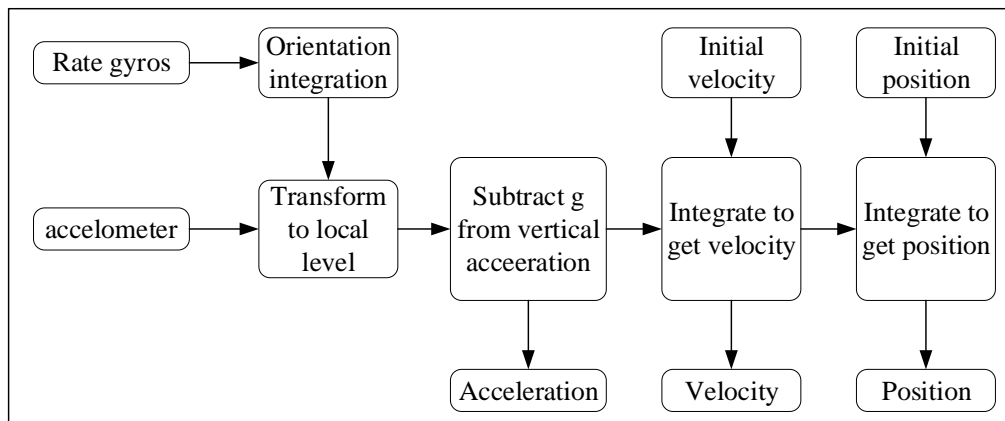 Rate gyros
Orientation
integration
Initial
velocity
Initial
position
accelometer
Transform
to local
level
Subtract g
from vertical
acceeration
Integrate to
get velocity
Integrate to
get position
Acceleration
Velocity
Position